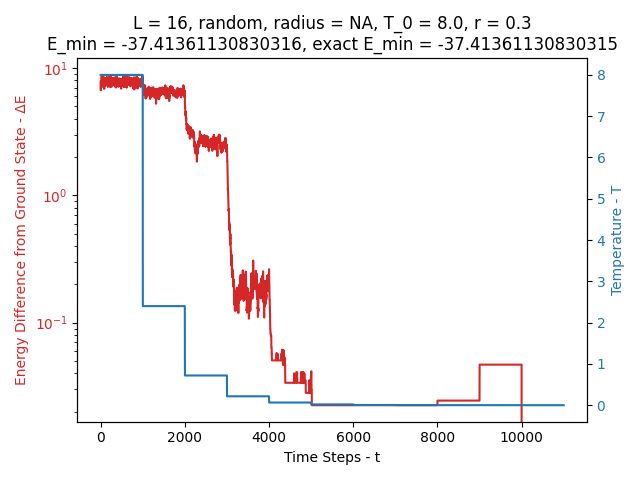 L = 16, random, radius = NA, T_0 = 8.0, r = 0.3
E_min = -37.41361130830316, exact E_min = -37.41361130830315
10¹
10⁰
10⁻¹
Energy Difference from Ground State - ΔE
8
7
6
5
4
3
2
1
0
Temperature - T
0 2000 4000 6000 8000 10000
Time Steps - t